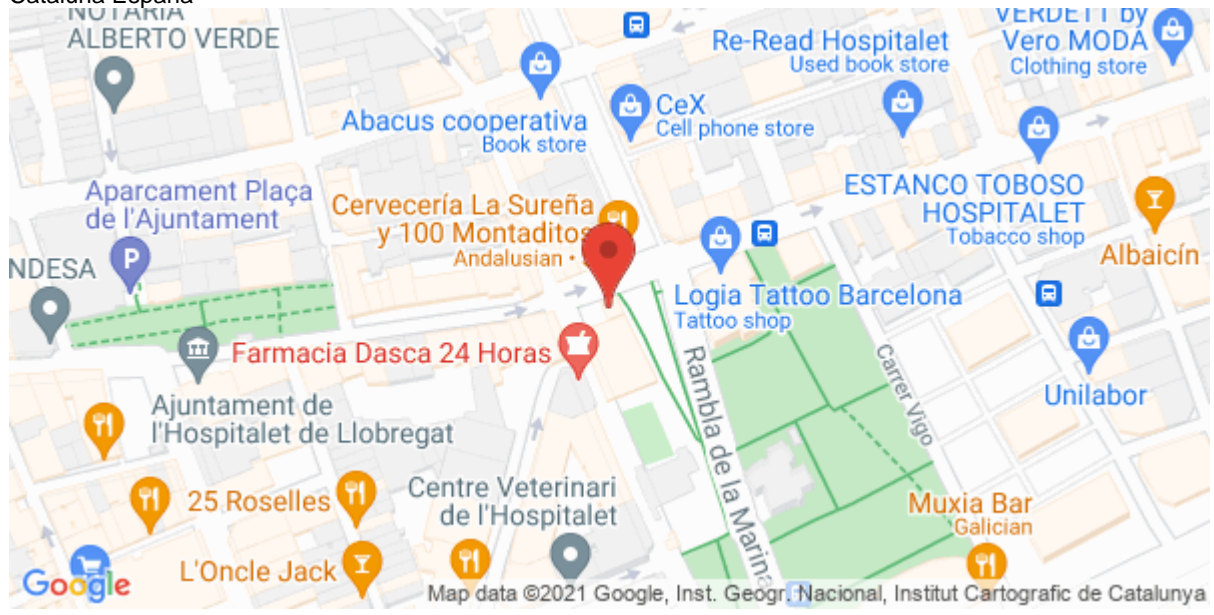 Cataluña España
NOTARÍA
ALBERTO VERDE
VERDETT by
Vero MODA
Clothing store
Re-Read Hospitalet
Used book store
CeX
Cell phone store
Abacus cooperativa
Book store
Aparcament Plaça
de l'Ajuntament
P
Cervecería La Sureña
y 100 Montaditos
Andalusian •
ESTANCO TOBOSO
HOSPITALET
Tobacco shop
Albaicín
NDESA
Logia Tattoo Barcelona
Tattoo shop
Farmacia Dasca 24 Horas
Rambla de la Marina
Carrer Vigo
Unilabor
Ajuntament de
l'Hospitalet de Llobregat
25 Roselles
Centre Veterinari
de l'Hospitalet
Muxia Bar
Galician
L'Oncle Jack
Google
Map data ©2021 Google, Inst. Geogr. Nacional, Institut Cartografic de Catalunya